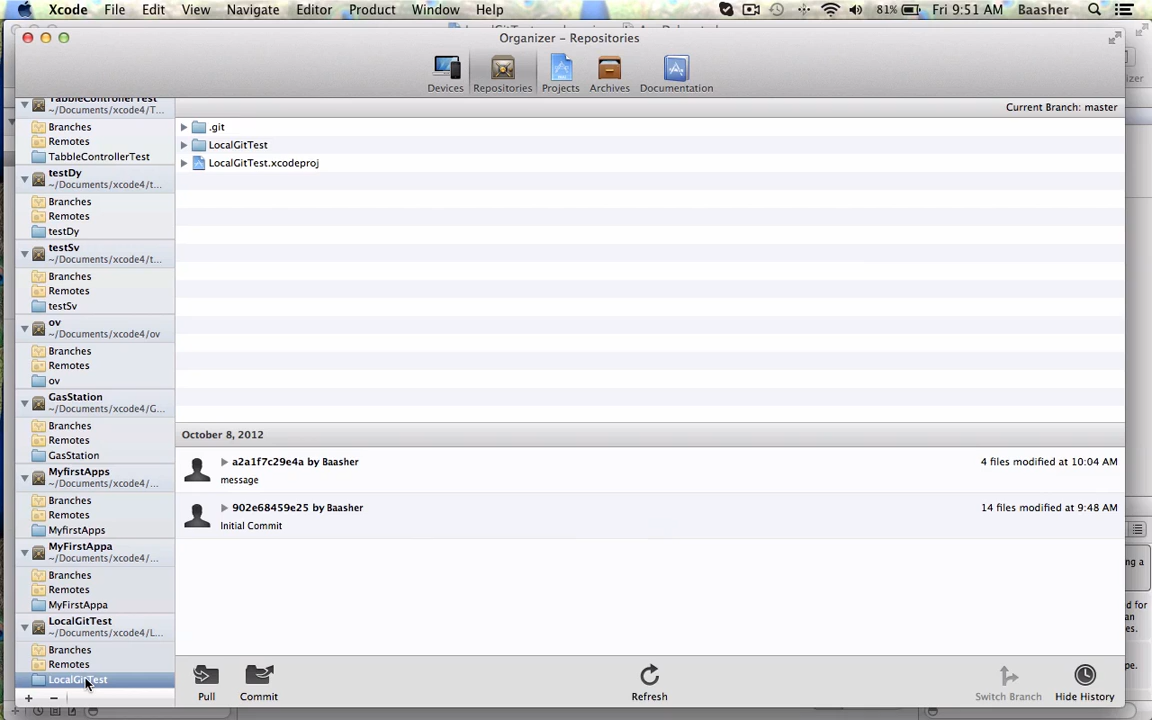 Xcode File Edit View Navigate Editor Product Window Help 81% Fri 9:51 AM Baasher
Organizer – Repositories
Devices Repositories Projects Archives Documentation
Current Branch: master
TabbleControllerTest
~/Documents/xcode4/T...
Branches
Remotes
TabbleControllerTest
testDy
~/Documents/xcode4/t...
Branches
Remotes
testDy
testSv
~/Documents/xcode4/t...
Branches
Remotes
testSv
ov
~/Documents/xcode4/ov
Branches
Remotes
ov
GasStation
~/Documents/xcode4/G...
Branches
Remotes
GasStation
MyfirstApps
~/Documents/xcode4/...
Branches
Remotes
MyfirstApps
MyFirstAppa
~/Documents/xcode4/...
Branches
Remotes
MyFirstAppa
LocalGitTest
~/Documents/xcode4/L...
Branches
Remotes
LocalGitTest
.git
LocalGitTest
LocalGitTest.xcodeproj
October 8, 2012
a2a1f7c29e4a by Baasher 4 files modified at 10:04 AM
message
902e68459e25 by Baasher 14 files modified at 9:48 AM
Initial Commit
Pull Commit Refresh Switch Branch Hide History